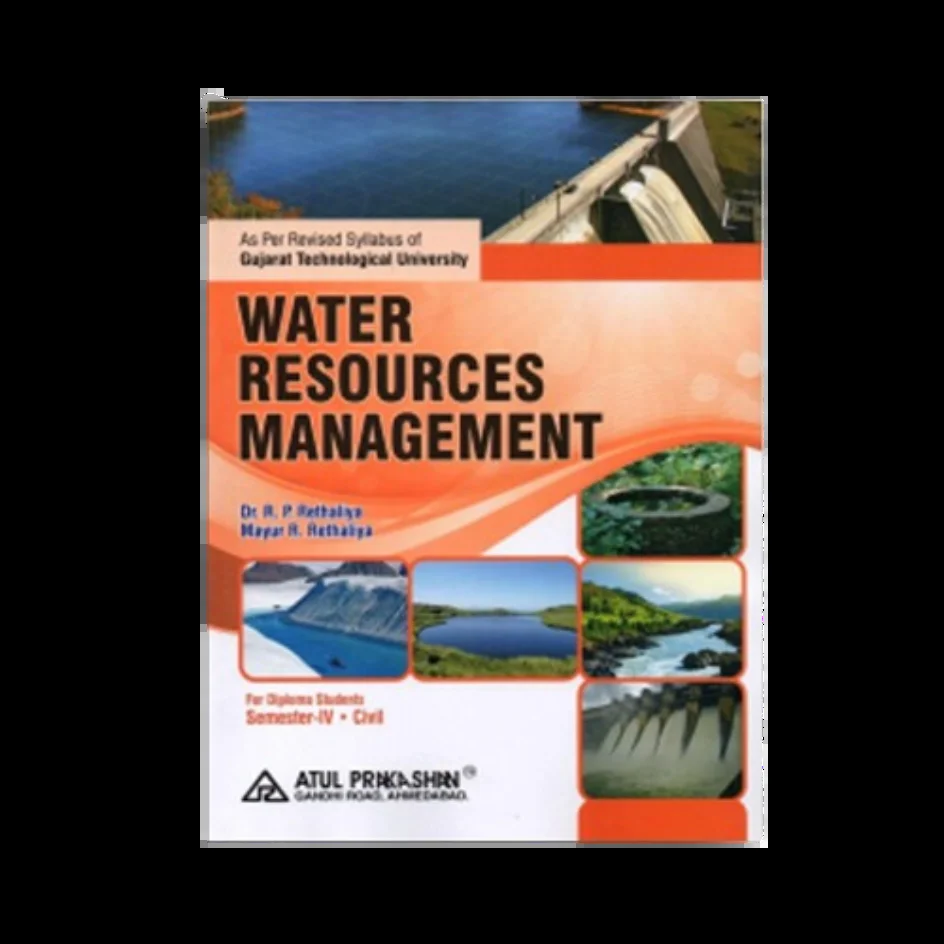 As Per Revised Syllabus of
Gujarat Technological University
WATER
RESOURCES
MANAGEMENT
Dr. R. P. Rethaliya
Mayur R. Rethaliya
For Diploma Students
Semester-IV • Civil
ATUL PRAKASHAN
GANDHI ROAD, AHMEDABAD.